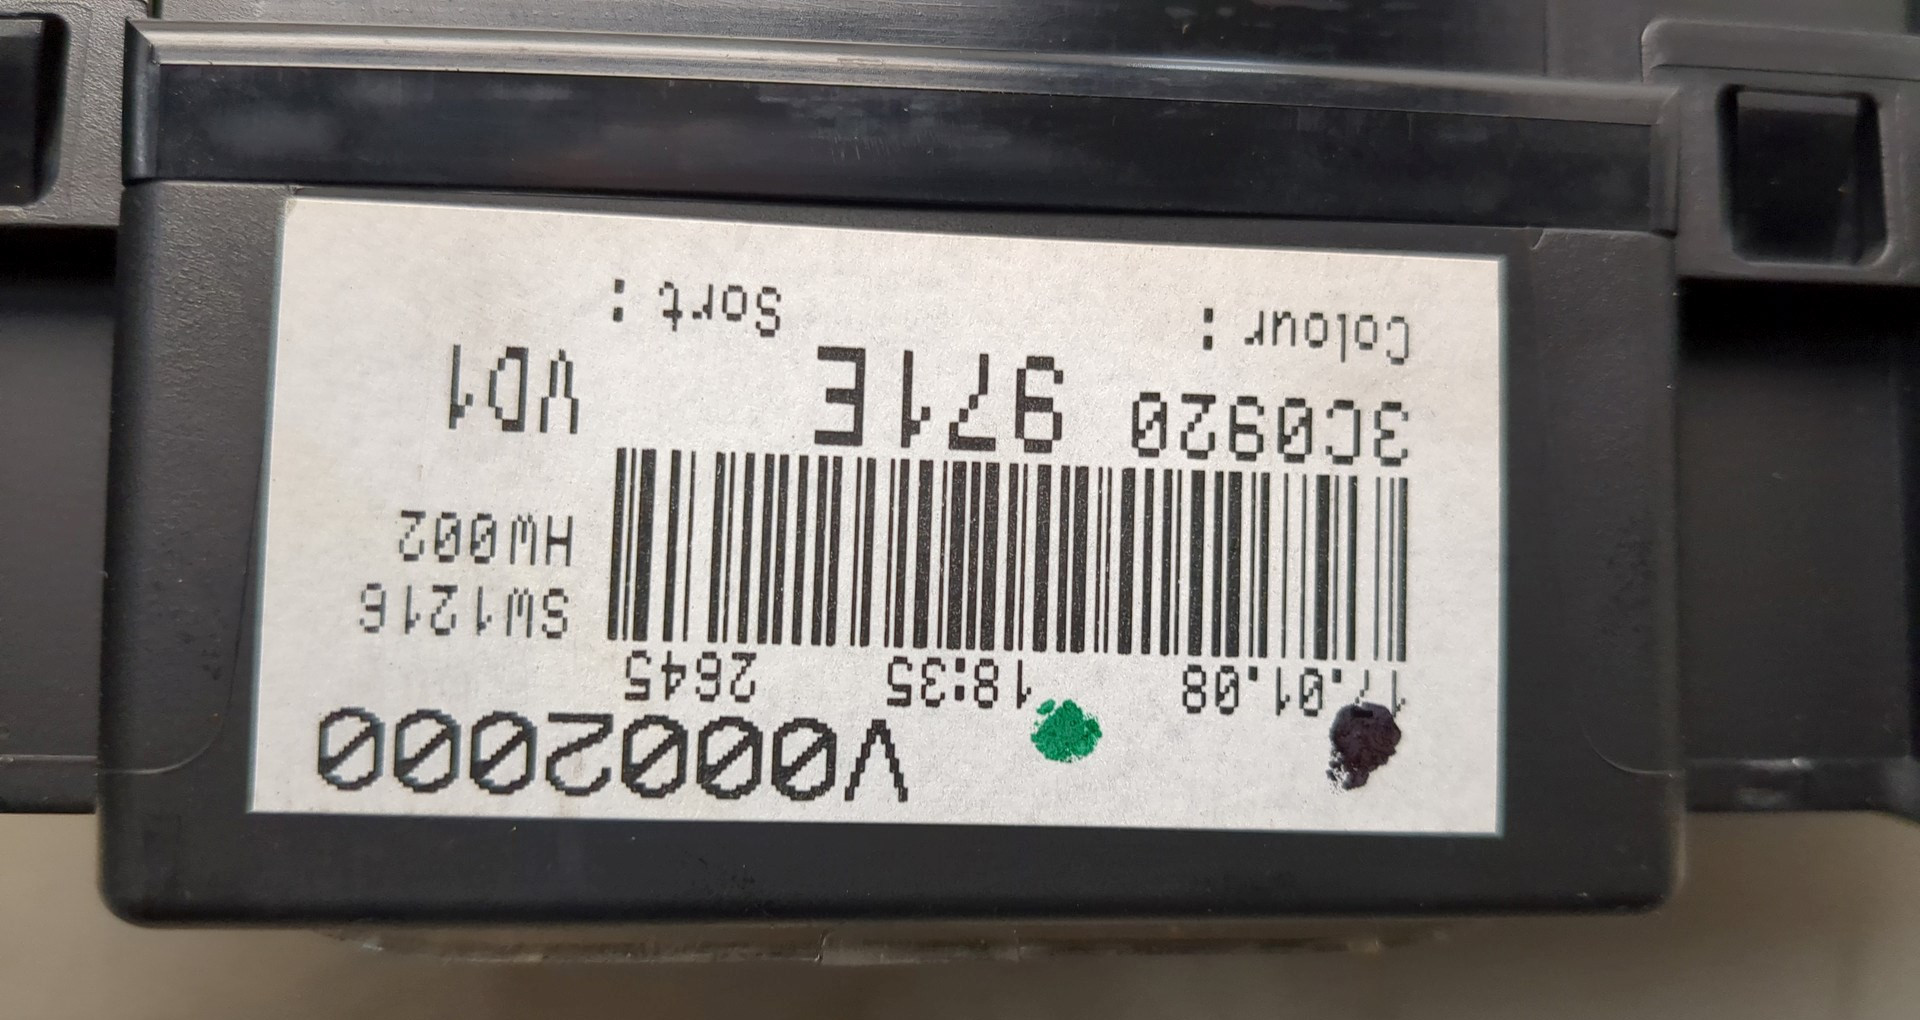 V0002000
17.01.08 18:35 2645
SW1216
HW002
3C0920 971E VD1
Colour : Sort :